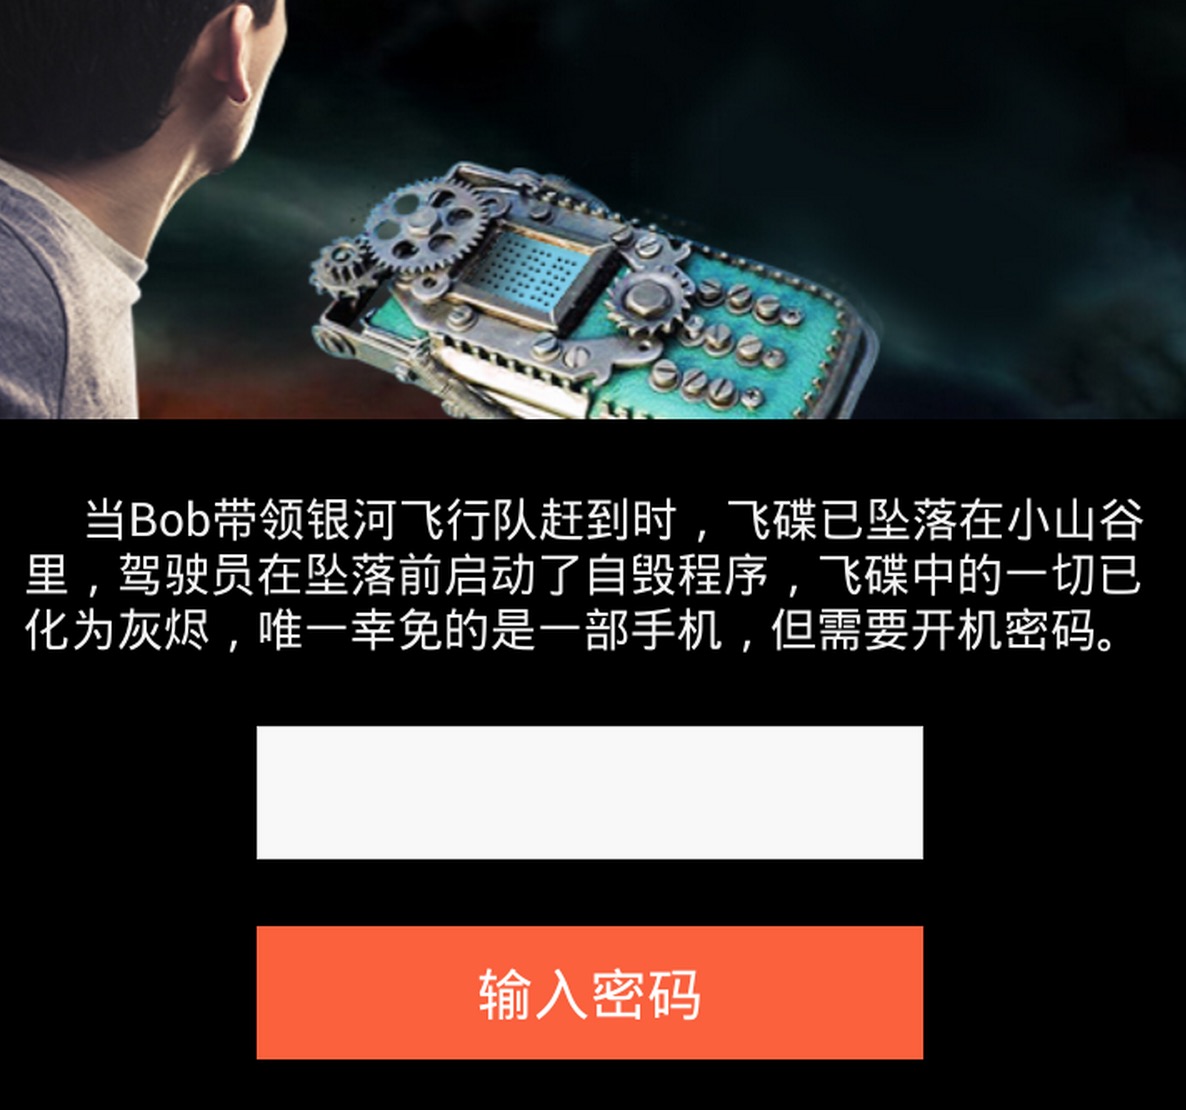 当Bob带领银河飞行队赶到时，飞碟已坠落在小山谷
里，驾驶员在坠落前启动了自毁程序，飞碟中的一切已
化为灰烬，唯一幸免的是一部手机，但需要开机密码。
输入密码